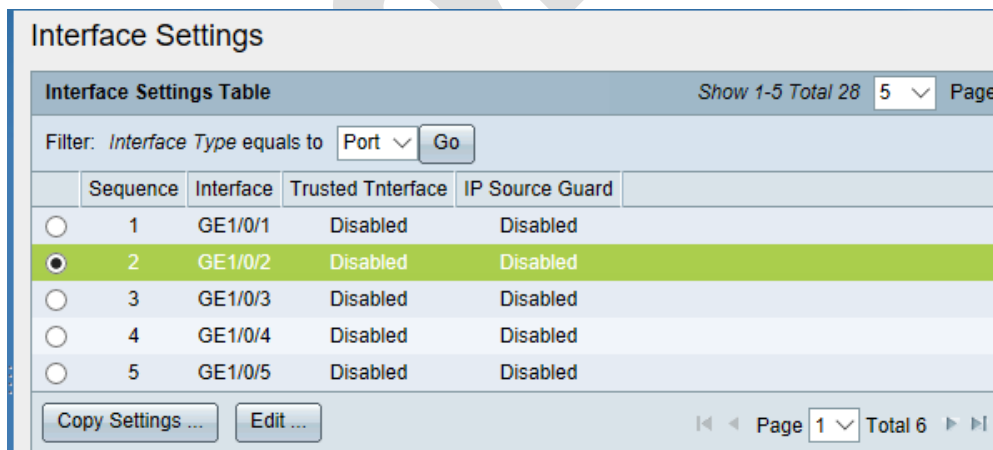 Interface Settings
Interface Settings Table Show 1-5 Total 28 5 Page
Filter: Interface Type equals to Port Go
Sequence Interface Trusted Tnterface IP Source Guard
1 GE1/0/1 Disabled Disabled
2 GE1/0/2 Disabled Disabled
3 GE1/0/3 Disabled Disabled
4 GE1/0/4 Disabled Disabled
5 GE1/0/5 Disabled Disabled
Copy Settings ... Edit ... Page 1 Total 6